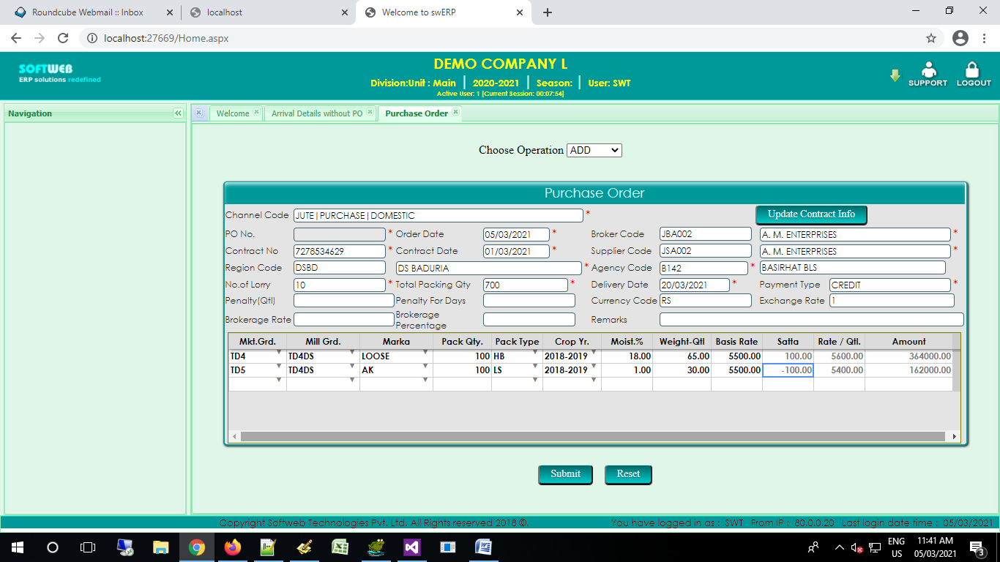 Roundcube Webmail :: Inbox
localhost
Welcome to swERP
localhost:27669/Home.aspx
SOFTWEB
ERP solutions redefined
DEMO COMPANY L
Division:Unit : Main | 2020-2021 | Season: | User: SWT
Active User: 1 [Current Session: 00:07:54]
SUPPORT
LOGOUT
Navigation
Welcome
Arrival Details without PO
Purchase Order
Choose Operation ADD
Purchase Order
Channel Code JUTE|PURCHASE|DOMESTIC *
Update Contract Info
PO No. * Order Date 05/03/2021 * Broker Code JBA002 A. M. ENTERPRISES *
Contract No 7278534629 * Contract Date 01/03/2021 * Supplier Code JSA002 A. M. ENTERPRISES *
Region Code DSBD DS BADURIA * Agency Code B142 * BASIRHAT BLS
No.of Lorry 10 * Total Packing Qty 700 * Delivery Date 20/03/2021 * Payment Type CREDIT *
Penalty(Qtl) Penalty For Days Currency Code RS Exchange Rate 1
Brokerage Rate Brokerage Percentage Remarks
Mkt.Grd. Mill Grd. Marka Pack Qty. Pack Type Crop Yr. Moist.% Weight-Qtl Basis Rate Satta Rate / Qtl. Amount
TD4 TD4DS LOOSE 100 HB 2018-2019 18.00 65.00 5500.00 100.00 5600.00 364000.00
TD5 TD4DS AK 100 LS 2018-2019 1.00 30.00 5500.00 -100.00 5400.00 162000.00
Submit Reset
Copyright Softweb Technologies Pvt. Ltd. All Rights reserved 2018 ©. You have logged in as : SWT From IP : 80.0.0.20 Last login date time : 05/03/2021
ENG 11:41 AM
US 05/03/2021
3